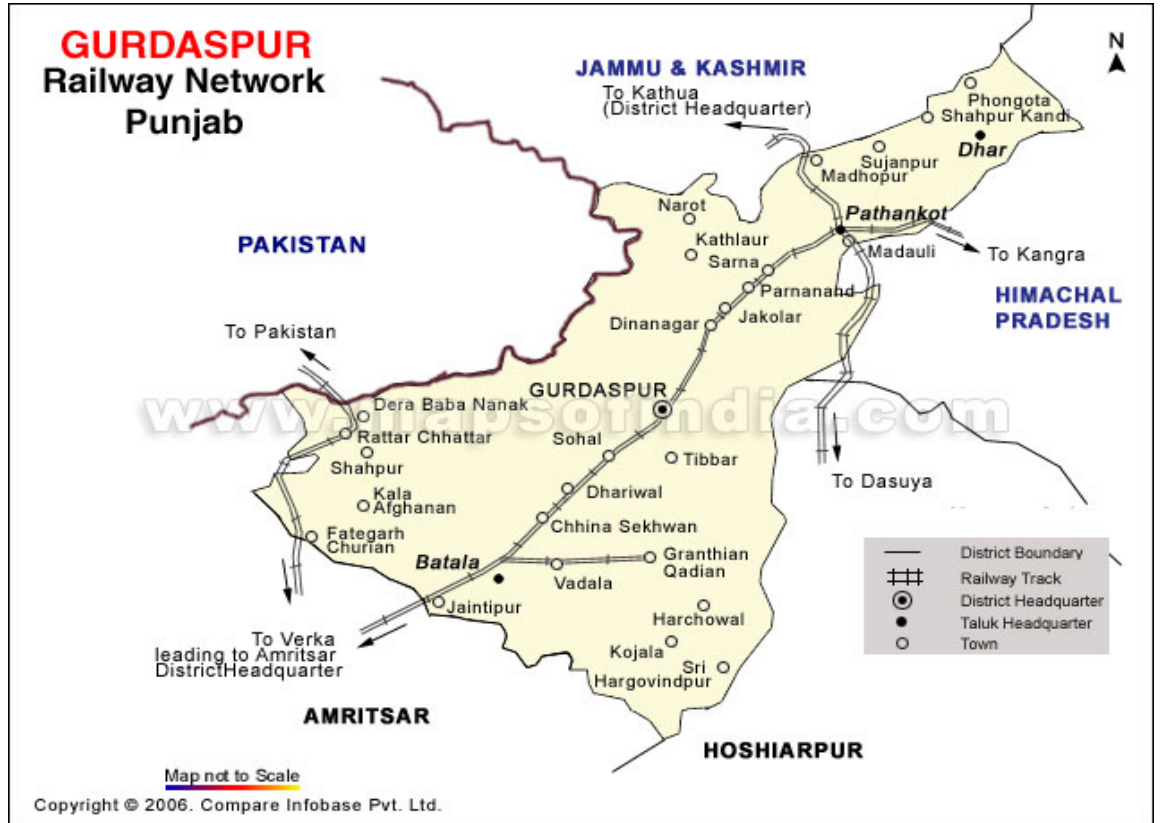 GURDASPUR
Railway Network
Punjab
N
JAMMU & KASHMIR
To Kathua
(District Headquarter)
Phongota
Shahpur Kandi
Dhar
Sujanpur
Madhopur
Narot
Pathankot
PAKISTAN
Kathlaur
Madauli
Sarna
To Kangra
Parnanand
HIMACHAL
PRADESH
Jakolar
Dinanagar
To Pakistan
GURDASPUR
www.mapsofindia.com
Dera Baba Nanak
Rattar Chhattar
Sohal
Shahpur
Tibbar
To Dasuya
Dhariwal
Kala
Afghanan
Chhina Sekhwan
Fategarh
Churian
Batala
Granthian
Qadian
Vadala
Jaintipur
Harchowal
To Verka
leading to Amritsar
DistrictHeadquarter
Kojala
Sri
Hargovindpur
District Boundary
Railway Track
District Headquarter
Taluk Headquarter
Town
AMRITSAR
HOSHIARPUR
Map not to Scale
Copyright © 2006. Compare Infobase Pvt. Ltd.